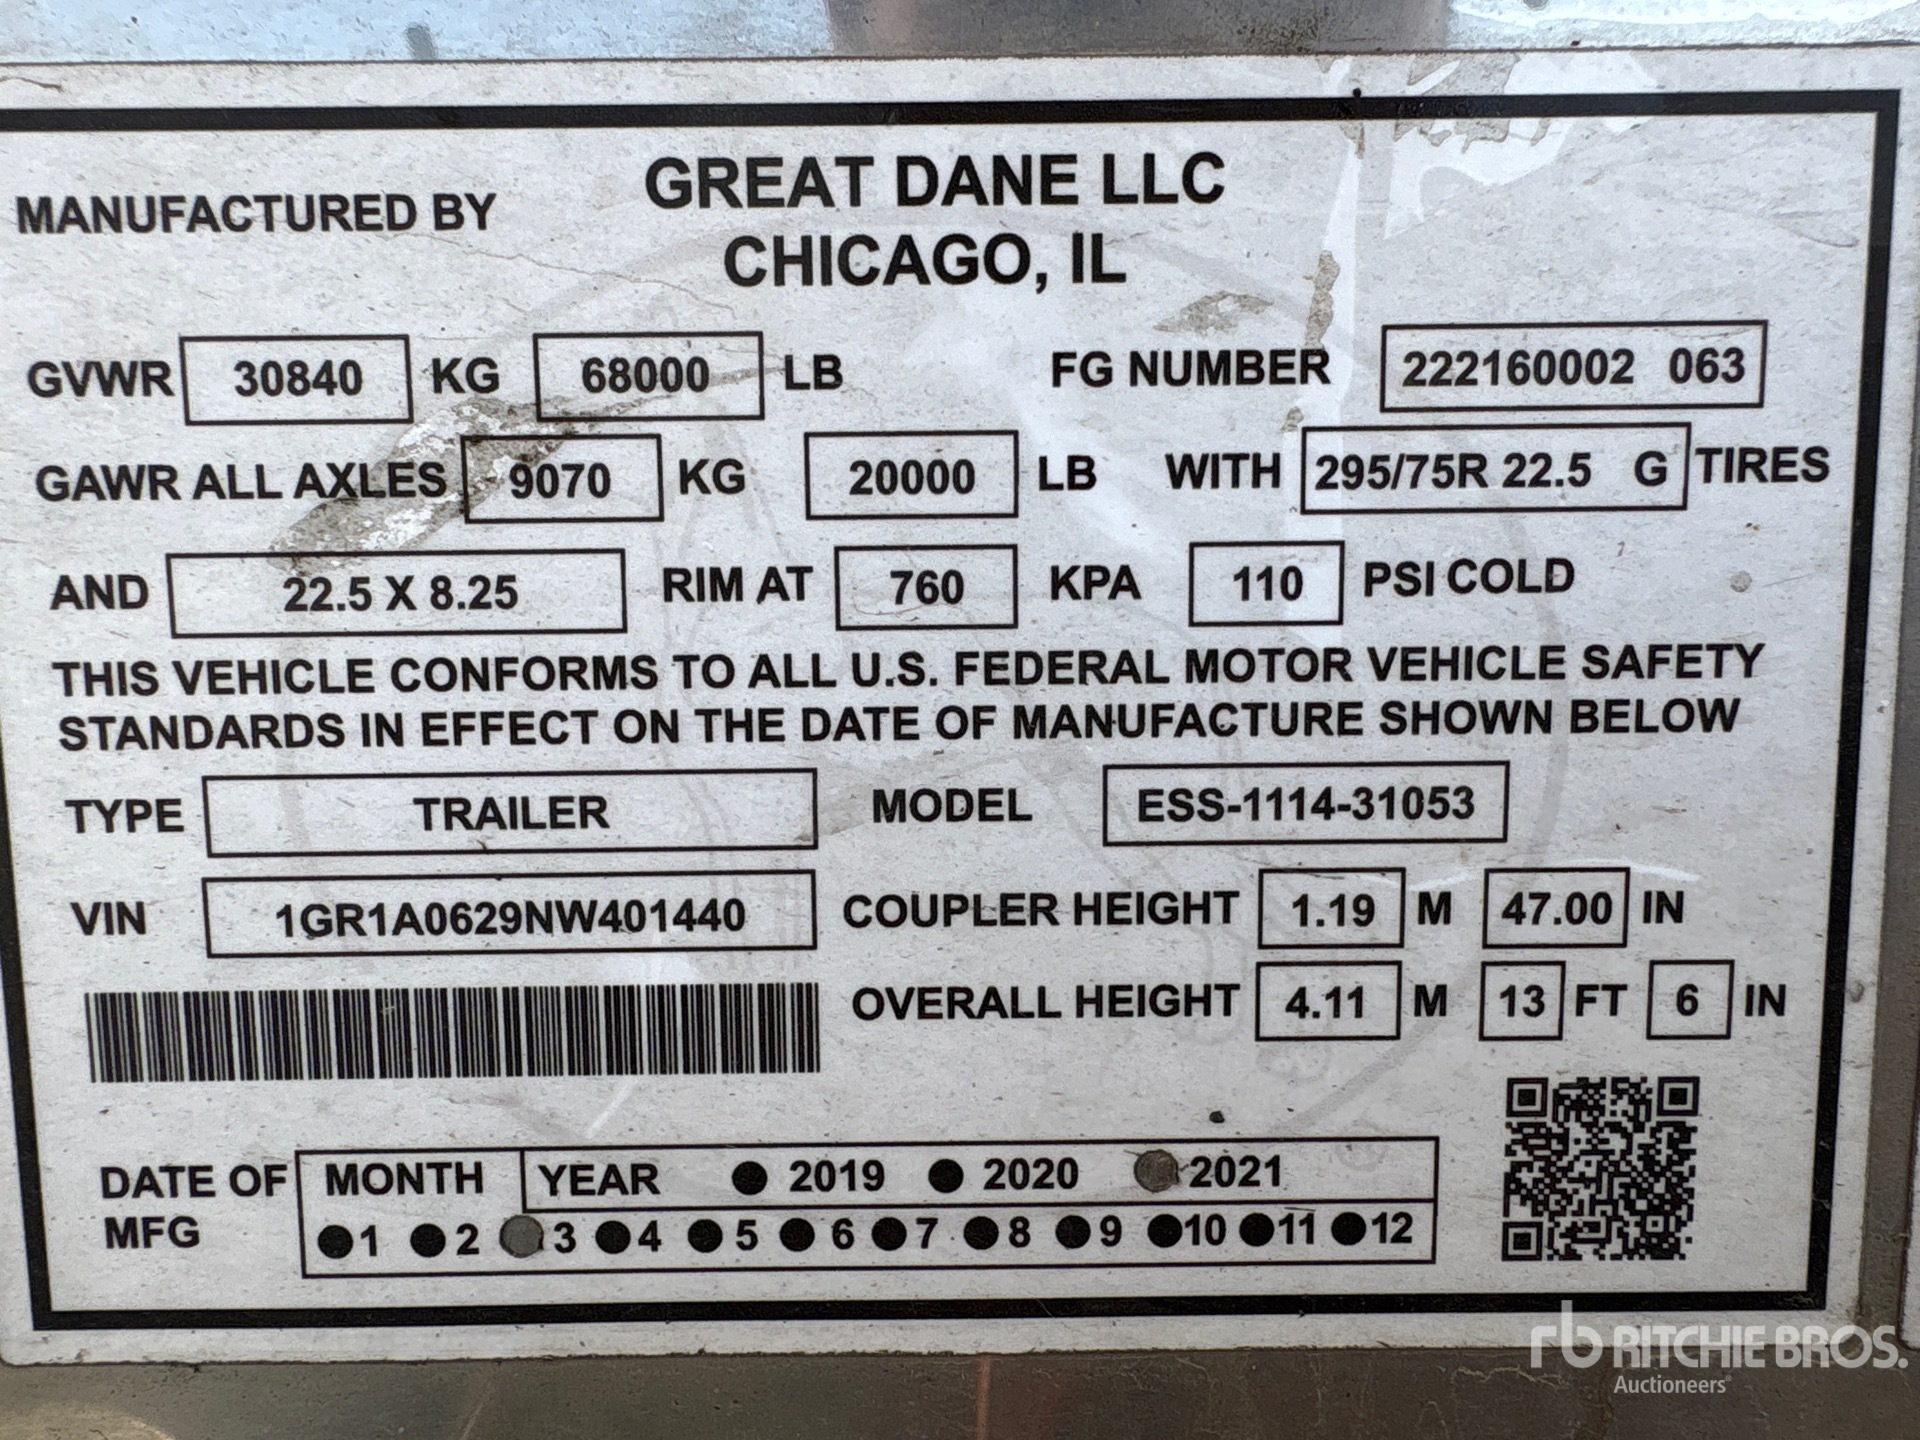 MANUFACTURED BY GREAT DANE LLC
CHICAGO, IL
GVWR 30840 KG 68000 LB FG NUMBER 222160002 063
GAWR ALL AXLES 9070 KG 20000 LB WITH 295/75R 22.5 G TIRES
AND 22.5 X 8.25 RIM AT 760 KPA 110 PSI COLD
THIS VEHICLE CONFORMS TO ALL U.S. FEDERAL MOTOR VEHICLE SAFETY
STANDARDS IN EFFECT ON THE DATE OF MANUFACTURE SHOWN BELOW
TYPE TRAILER MODEL ESS-1114-31053
VIN 1GR1A0629NW401440 COUPLER HEIGHT 1.19 M 47.00 IN
OVERALL HEIGHT 4.11 M 13 FT 6 IN
DATE OF MFG MONTH YEAR 2019 2020 2021
1 2 3 4 5 6 7 8 9 10 11 12
rb RITCHIE BROS.
Auctioneers